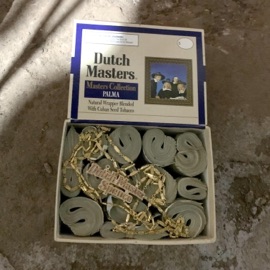 Dutch
Masters
Masters Collection
PALMA
Natural Wrapper Blended
With Cuban Seed Tobacco